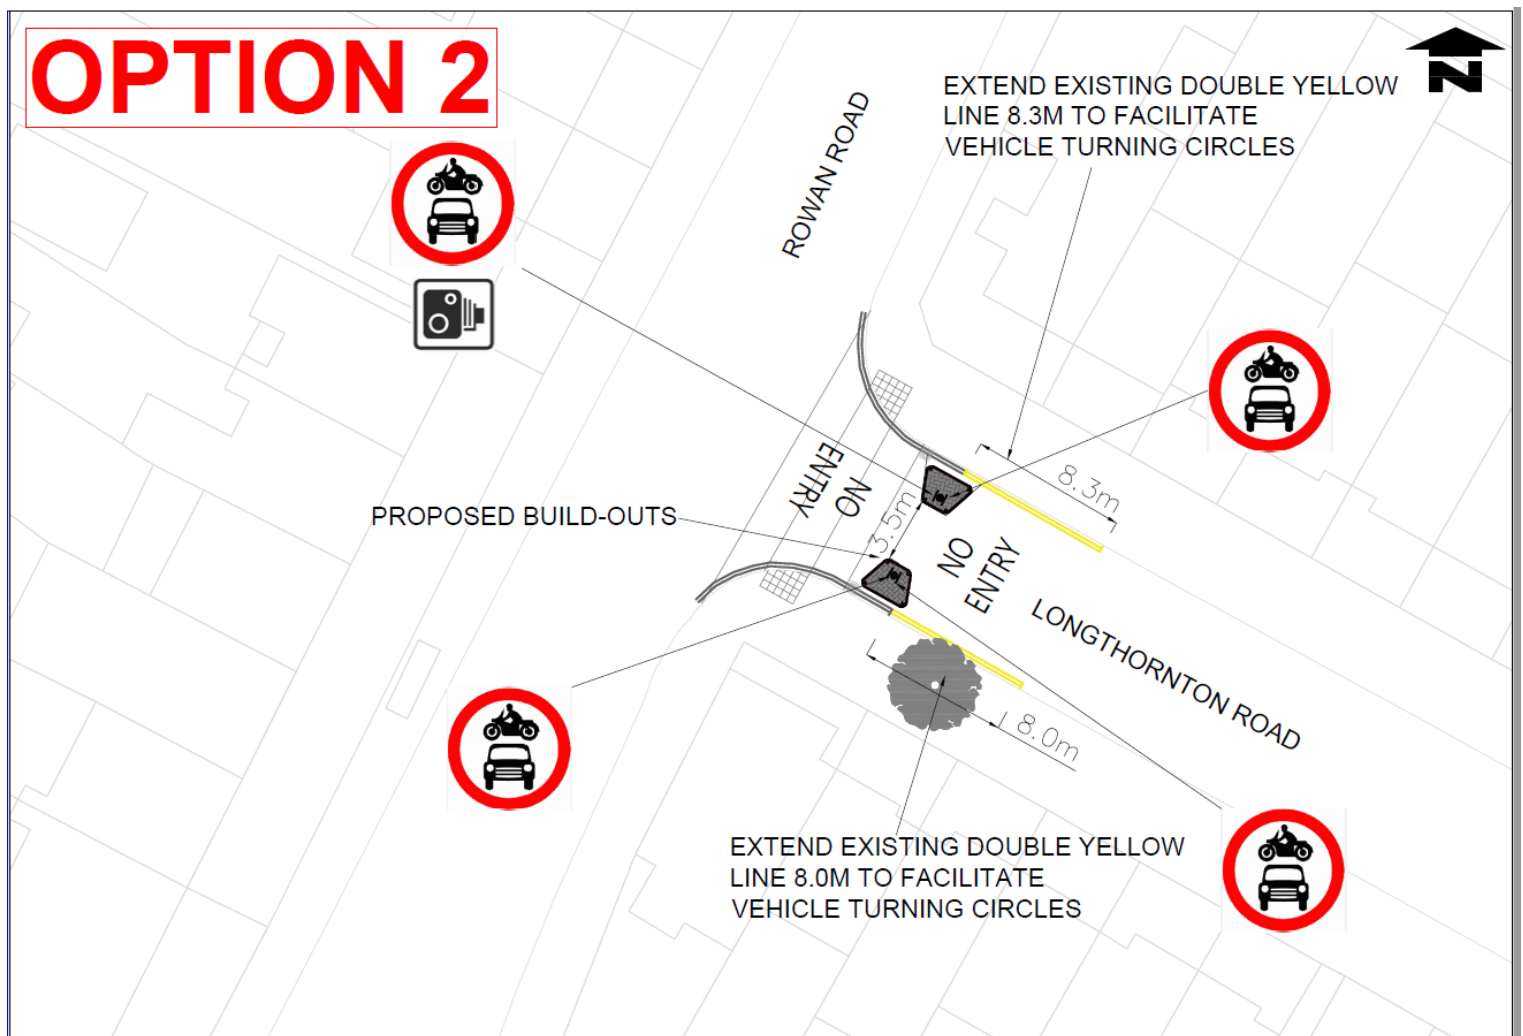 OPTION 2
N
EXTEND EXISTING DOUBLE YELLOW
LINE 8.3M TO FACILITATE
VEHICLE TURNING CIRCLES
ROWAN ROAD
8.3m
NO
ENTRY
PROPOSED BUILD-OUTS
3.5m
NO
ENTRY
LONGTHORNTON ROAD
8.0m
EXTEND EXISTING DOUBLE YELLOW
LINE 8.0M TO FACILITATE
VEHICLE TURNING CIRCLES